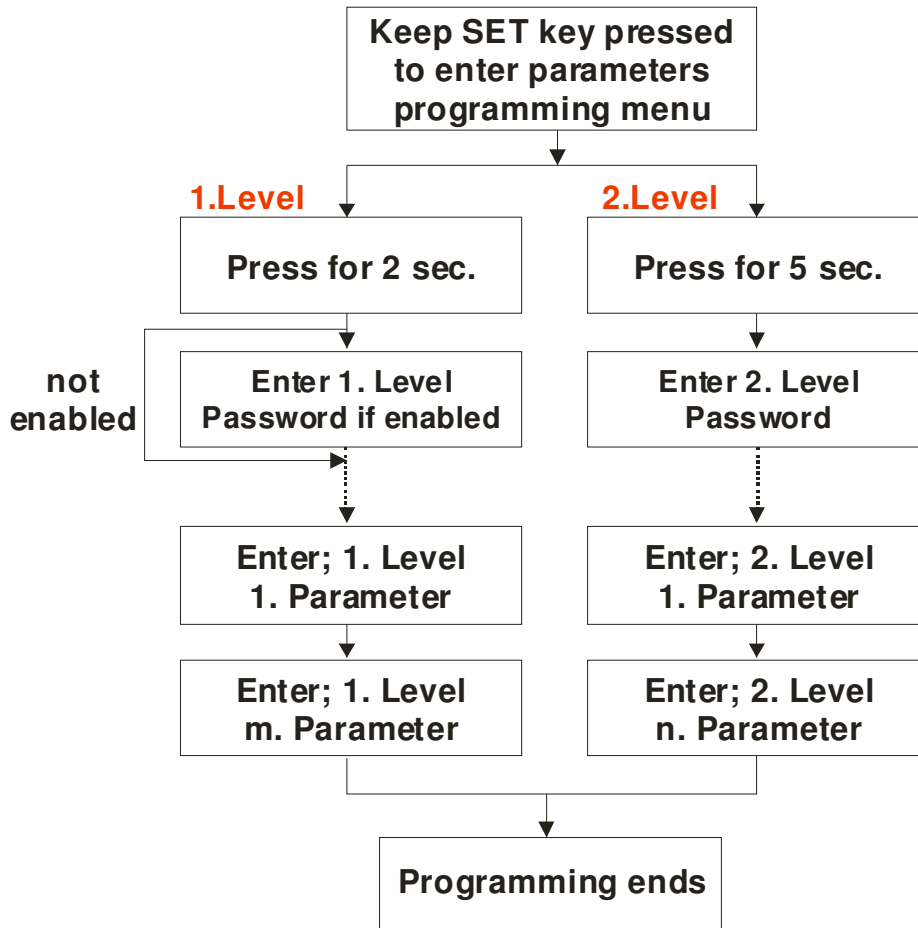 Keep SET key pressed
to enter parameters
programming menu
1.Level
2.Level
Press for 2 sec.
Press for 5 sec.
not
enabled
Enter 1. Level
Password if enabled
Enter 2. Level
Password
Enter; 1. Level
1. Parameter
Enter; 2. Level
1. Parameter
Enter; 1. Level
m. Parameter
Enter; 2. Level
n. Parameter
Programming ends